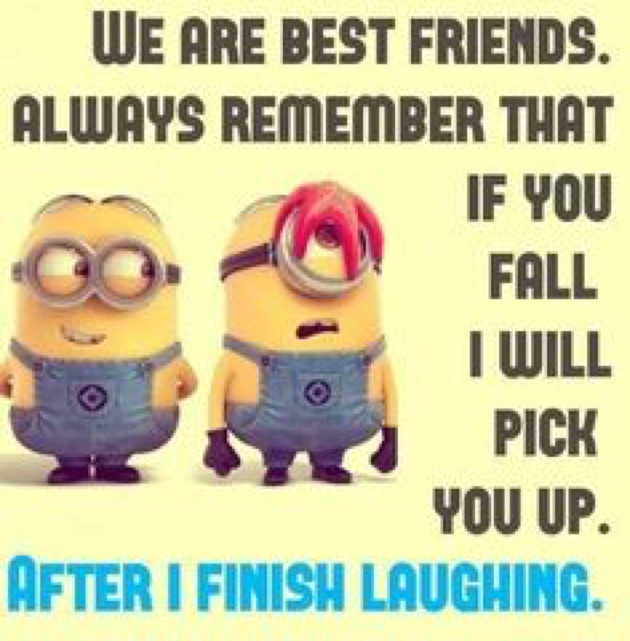 WE ARE BEST FRIENDS.
ALWAYS REMEMBER THAT
IF YOU
FALL
I WILL
PICK
YOU UP.
AFTER I FINISH LAUGHING.